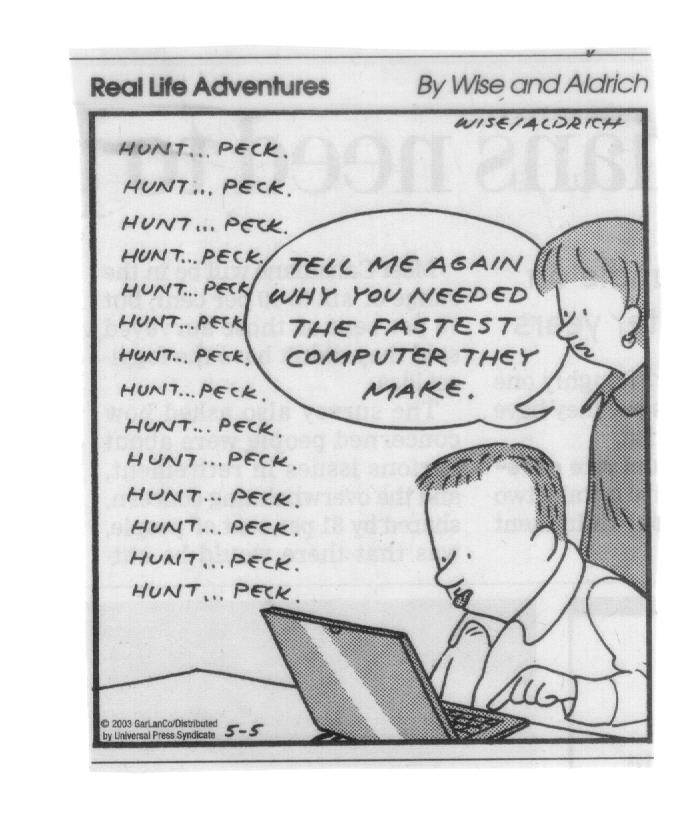 Real Life Adventures
By Wise and Aldrich
WISE/ALDRICH
HUNT... PECK.
HUNT... PECK.
HUNT... PECK.
HUNT... PECK.
HUNT... PECK
HUNT... PECK
HUNT... PECK.
HUNT... PECK.
HUNT... PECK.
HUNT... PECK.
HUNT... PECK.
HUNT... PECK.
HUNT... PECK.
HUNT... PECK.
TELL ME AGAIN
WHY YOU NEEDED
THE FASTEST
COMPUTER THEY
MAKE.
© 2003 GarLanCo/Distributed
by Universal Press Syndicate
5-5